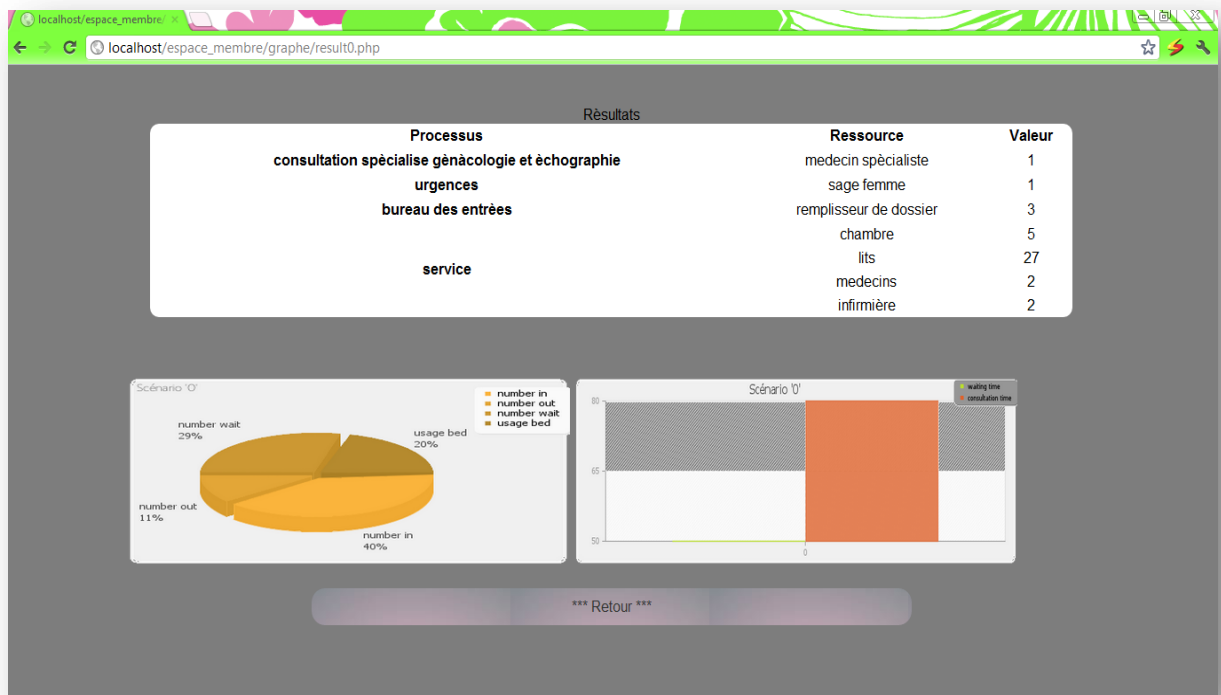 localhost/espace_membre/
localhost/espace_membre/graphe/result0.php
Rèsultats
Processus Ressource Valeur
consultation spècialise gènàcologie et èchographie medecin spècialiste 1
urgences sage femme 1
bureau des entrèes remplisseur de dossier 3
service
chambre 5
lits 27
medecins 2
infirmière 2
Scénario '0'
number in
number out
number wait
usage bed
number wait
29%
usage bed
20%
number out
11%
number in
40%
Scénario '0'
waiting time
consultation time
80
65
50
0
*** Retour ***